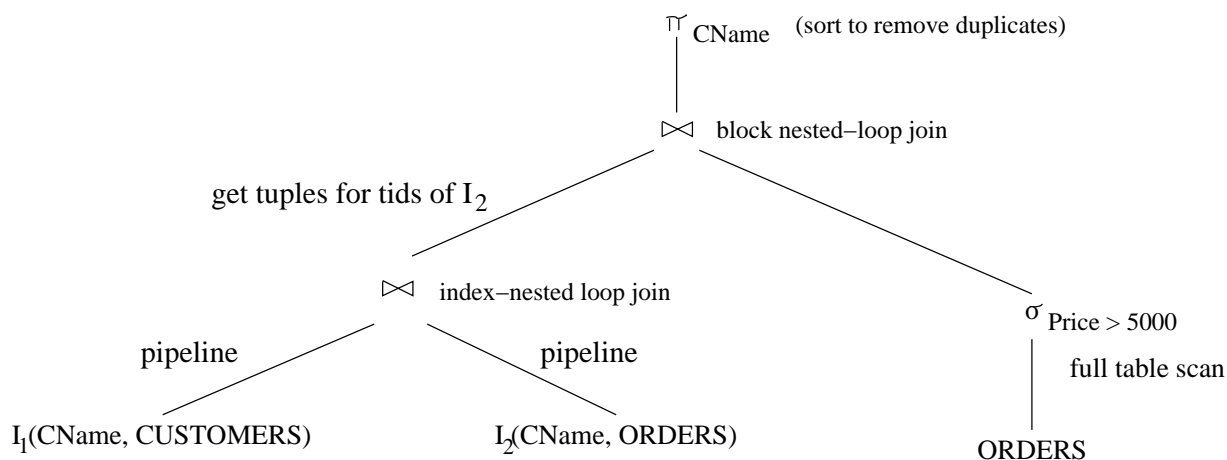 π CName (sort to remove duplicates)
⋈ block nested−loop join
get tuples for tids of I2
⋈ index−nested loop join
σ Price > 5000
pipeline
pipeline
full table scan
I1(CName, CUSTOMERS)
I2(CName, ORDERS)
ORDERS